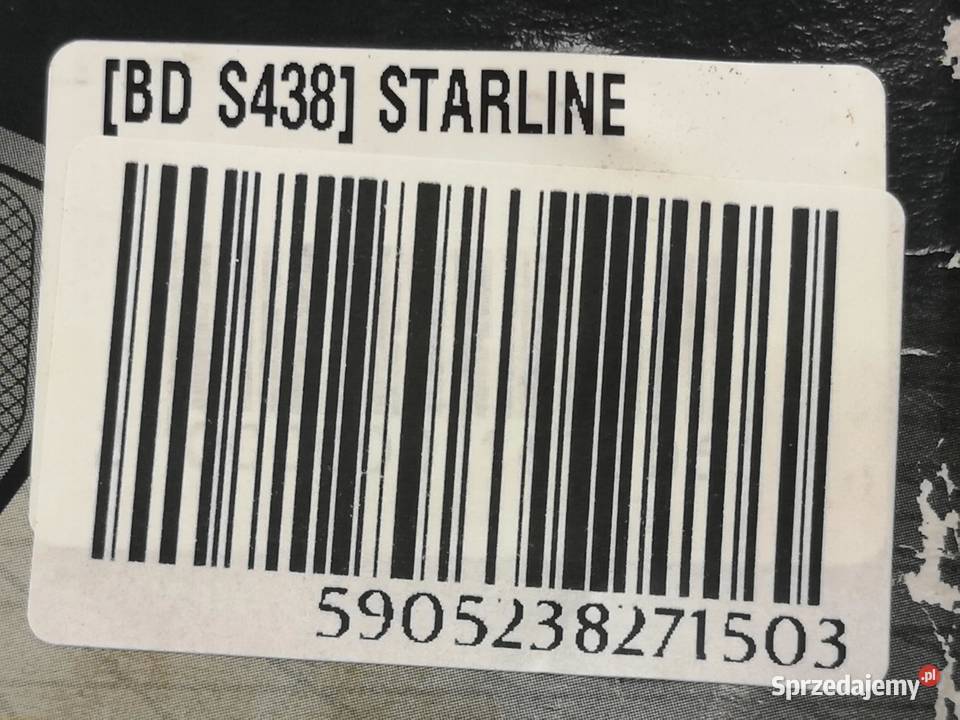 [BD S438] STARLINE
5905238271503
Sprzedajemy.pl